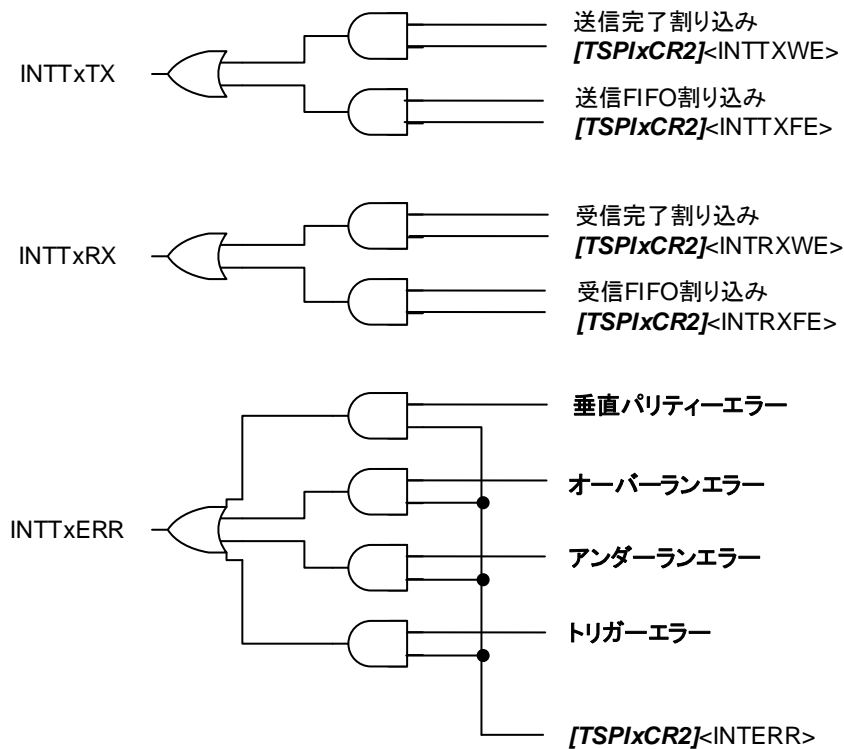 送信完了割り込み
[TSPIxCR2]<INTTXWE>
INTTxTX
送信FIFO割り込み
[TSPIxCR2]<INTTXFE>
受信完了割り込み
[TSPIxCR2]<INTRXWE>
INTTxRX
受信FIFO割り込み
[TSPIxCR2]<INTRXFE>
垂直パリティーエラー
オーバーランエラー
INTTxERR
アンダーランエラー
トリガーエラー
[TSPIxCR2]<INTERR>